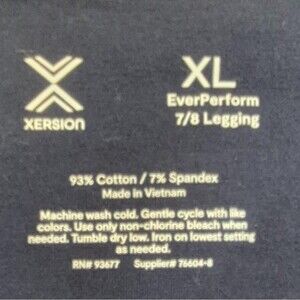 XL
XERSION
EverPerform
7/8 Legging
93% Cotton / 7% Spandex
Made in Vietnam
Machine wash cold. Gentle cycle with like
colors. Use only non-chlorine bleach when
needed. Tumble dry low. Iron on lowest setting
as needed.
RN# 93677 Supplier# 76604-8